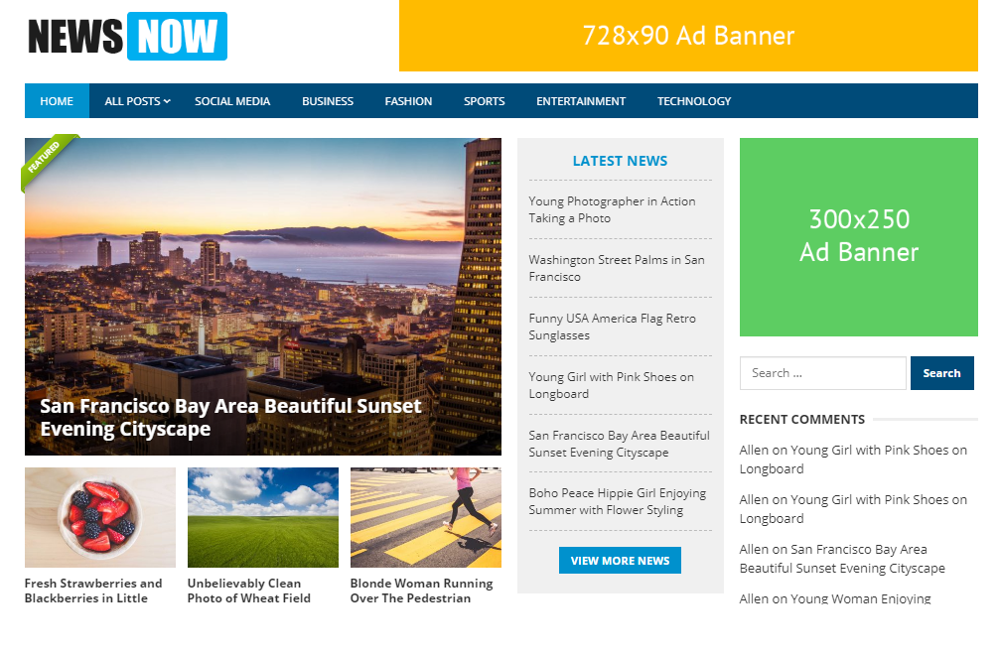 NEWS NOW
728x90 Ad Banner
HOME ALL POSTS SOCIAL MEDIA BUSINESS FASHION SPORTS ENTERTAINMENT TECHNOLOGY
FEATURED
San Francisco Bay Area Beautiful Sunset
Evening Cityscape
Fresh Strawberries and
Blackberries in Little
Unbelievably Clean
Photo of Wheat Field
Blonde Woman Running
Over The Pedestrian
LATEST NEWS
Young Photographer in Action
Taking a Photo
Washington Street Palms in San
Francisco
Funny USA America Flag Retro
Sunglasses
Young Girl with Pink Shoes on
Longboard
San Francisco Bay Area Beautiful
Sunset Evening Cityscape
Boho Peace Hippie Girl Enjoying
Summer with Flower Styling
VIEW MORE NEWS
300x250
Ad Banner
Search ...
Search
RECENT COMMENTS
Allen on Young Girl with Pink Shoes on
Longboard
Allen on Young Girl with Pink Shoes on
Longboard
Allen on San Francisco Bay Area
Beautiful Sunset Evening Cityscape
Allen on Young Woman Enjoying